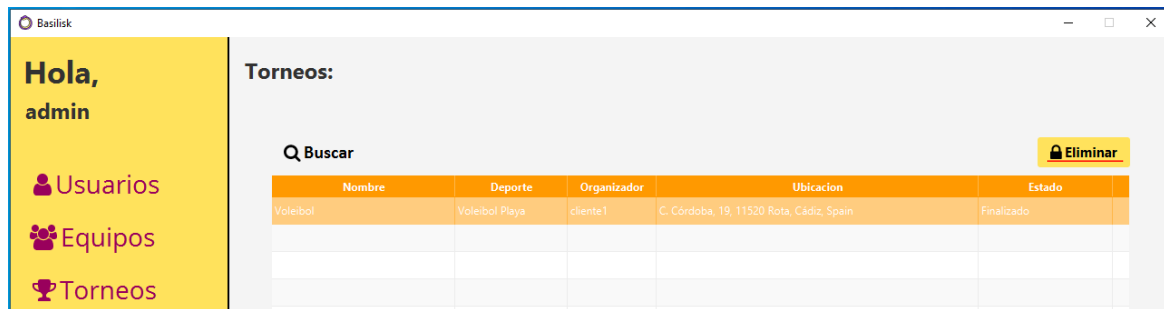 Basilisk
Hola,
admin
Usuarios
Equipos
Torneos
Torneos:
Buscar
Eliminar
Nombre Deporte Organizador Ubicacion Estado
Voleibol Voleibol Playa cliente1 C. Córdoba, 19, 11520 Rota, Cádiz, Spain Finalizado